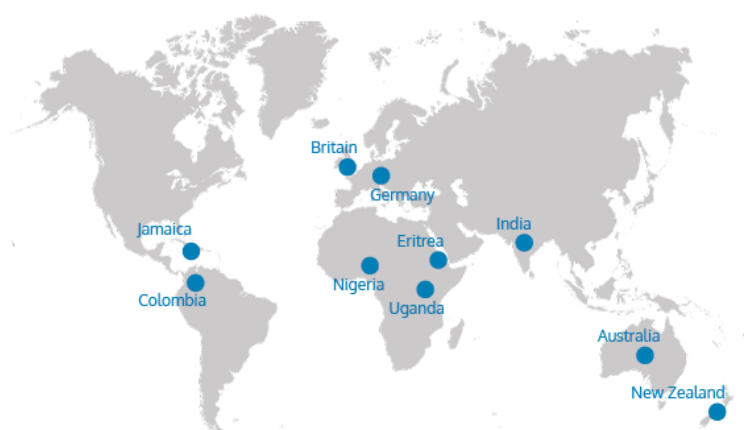 Britain
Germany
Jamaica
India
Eritrea
Nigeria
Colombia
Uganda
Australia
New Zealand